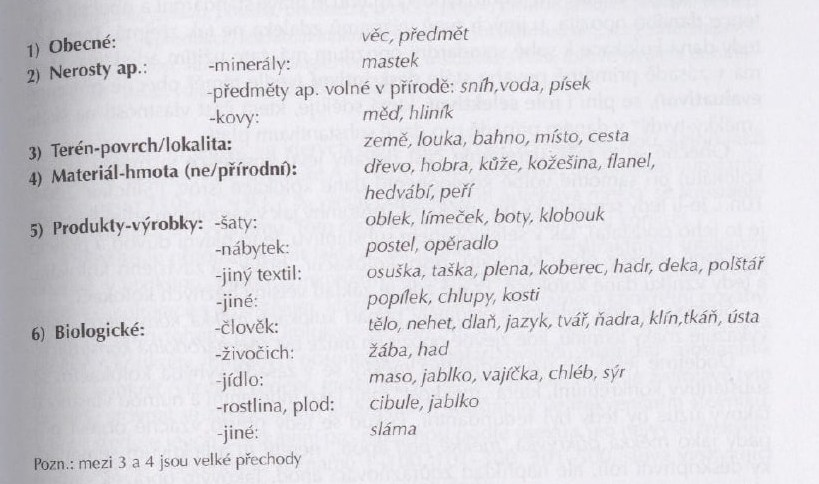 1) Obecné: věc, předmět
2) Nerosty ap.: -minerály: mastek
-předměty ap. volné v přírodě: sníh,voda, písek
-kovy: měď, hliník
3) Terén-povrch/lokalita: země, louka, bahno, místo, cesta
4) Materiál-hmota (ne/přírodní): dřevo, hobra, kůže, kožešina, flanel,
hedvábí, peří
5) Produkty-výrobky: -šaty: oblek, límeček, boty, klobouk
-nábytek: postel, opěradlo
-jiný textil: osuška, taška, plena, koberec, hadr, deka, polštář
-jiné: popílek, chlupy, kosti
6) Biologické: -člověk: tělo, nehet, dlaň, jazyk, tvář, ňadra, klín,tkáň, ústa
-živočich: žába, had
-jídlo: maso, jablko, vajíčka, chléb, sýr
-rostlina, plod: cibule, jablko
-jiné: sláma
Pozn.: mezi 3 a 4 jsou velké přechody